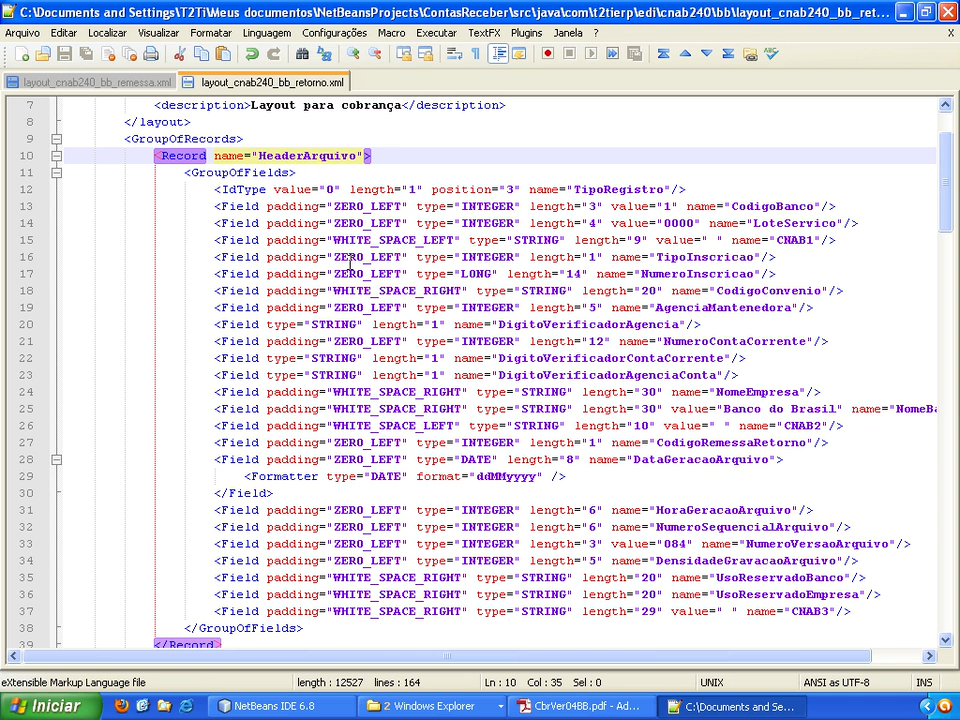 C:\Documents and Settings\T2Ti\Meus documentos\NetBeansProjects\ContasReceber\src\java\com\t2tierp\edi\cnab240\bb\layout_cnab240_bb_ret...
Arquivo Editar Localizar Visualizar Formatar Linguagem Configurações Macro Executar TextFX Plugins Janela ? X
layout_cnab240_bb_remessa.xml layout_cnab240_bb_retorno.xml
7 <description>Layout para cobrança</description>
8 </layout>
9 <GroupOfRecords>
10 <Record name="HeaderArquivo">
11 <GroupOfFields>
12 <IdType value="0" length="1" position="3" name="TipoRegistro"/>
13 <Field padding="ZERO_LEFT" type="INTEGER" length="3" value="1" name="CodigoBanco"/>
14 <Field padding="ZERO_LEFT" type="INTEGER" length="4" value="0000" name="LoteServico"/>
15 <Field padding="WHITE_SPACE_LEFT" type="STRING" length="9" value=" " name="CNAB1"/>
16 <Field padding="ZERO_LEFT" type="INTEGER" length="1" name="TipoInscricao"/>
17 <Field padding="ZERO_LEFT" type="LONG" length="14" name="NumeroInscricao"/>
18 <Field padding="WHITE_SPACE_RIGHT" type="STRING" length="20" name="CodigoConvenio"/>
19 <Field padding="ZERO_LEFT" type="INTEGER" length="5" name="AgenciaMantenedora"/>
20 <Field type="STRING" length="1" name="DigitoVerificadorAgencia"/>
21 <Field padding="ZERO_LEFT" type="INTEGER" length="12" name="NumeroContaCorrente"/>
22 <Field type="STRING" length="1" name="DigitoVerificadorContaCorrente"/>
23 <Field type="STRING" length="1" name="DigitoVerificadorAgenciaConta"/>
24 <Field padding="WHITE_SPACE_RIGHT" type="STRING" length="30" name="NomeEmpresa"/>
25 <Field padding="WHITE_SPACE_RIGHT" type="STRING" length="30" value="Banco do Brasil" name="NomeBa
26 <Field padding="WHITE_SPACE_LEFT" type="STRING" length="10" value=" " name="CNAB2"/>
27 <Field padding="ZERO_LEFT" type="INTEGER" length="1" name="CodigoRemessaRetorno"/>
28 <Field padding="ZERO_LEFT" type="DATE" length="8" name="DataGeracaoArquivo">
29 <Formatter type="DATE" format="ddMMyyyy" />
30 </Field>
31 <Field padding="ZERO_LEFT" type="INTEGER" length="6" name="HoraGeracaoArquivo"/>
32 <Field padding="ZERO_LEFT" type="INTEGER" length="6" name="NumeroSequencialArquivo"/>
33 <Field padding="ZERO_LEFT" type="INTEGER" length="3" value="084" name="NumeroVersaoArquivo"/>
34 <Field padding="ZERO_LEFT" type="INTEGER" length="5" name="DensidadeGravacaoArquivo"/>
35 <Field padding="WHITE_SPACE_RIGHT" type="STRING" length="20" name="UsoReservadoBanco"/>
36 <Field padding="WHITE_SPACE_RIGHT" type="STRING" length="20" name="UsoReservadoEmpresa"/>
37 <Field padding="WHITE_SPACE_RIGHT" type="STRING" length="29" value=" " name="CNAB3"/>
38 </GroupOfFields>
39 </Record>
eXtensible Markup Language file length : 12527 lines : 164 Ln : 10 Col : 35 Sel : 0 UNIX ANSI as UTF-8 INS
Iniciar NetBeans IDE 6.8 2 Windows Explorer CbrVer04BB.pdf - Ad... C:\Documents and Se...